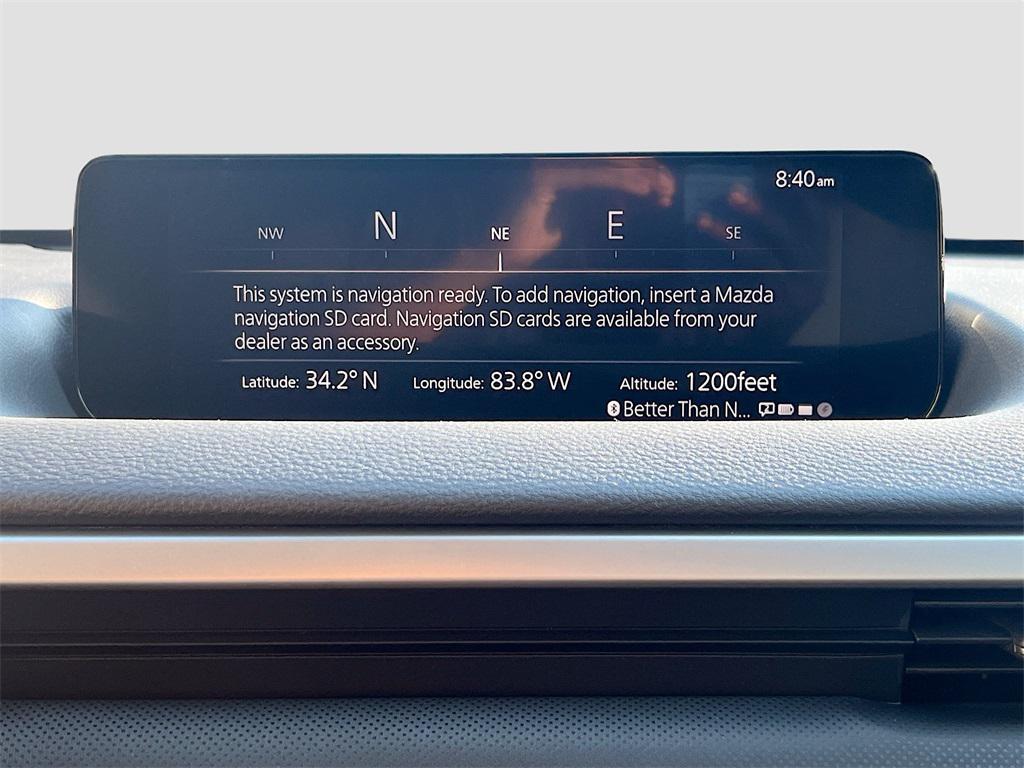 8:40am
NW N NE E SE
This system is navigation ready. To add navigation, insert a Mazda
navigation SD card. Navigation SD cards are available from your
dealer as an accessory.
Latitude: 34.2° N Longitude: 83.8° W Altitude: 1200feet
Better Than N...